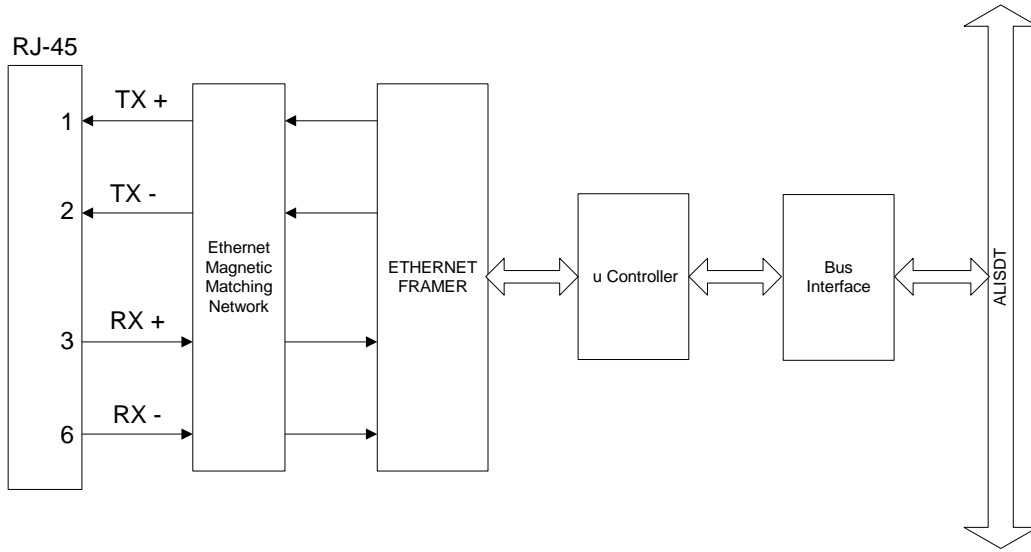 RJ-45
1
TX +
2
TX -
3
RX +
6
RX -
Ethernet
Magnetic
Matching
Network
ETHERNET
FRAMER
u Controller
Bus
Interface
ALISDT